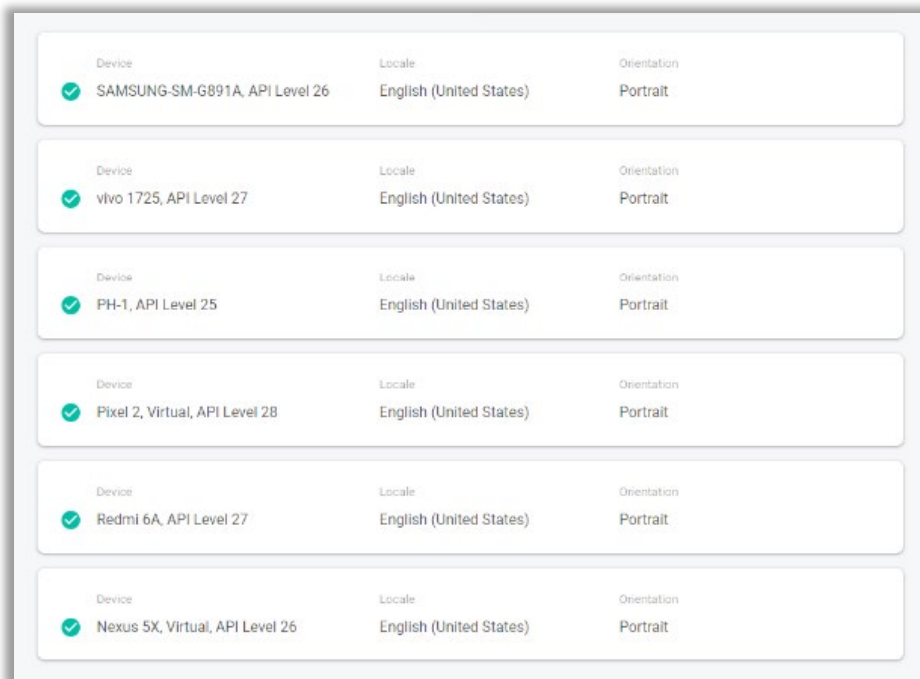 Device Locale Orientation
SAMSUNG-SM-G891A, API Level 26 English (United States) Portrait
Device Locale Orientation
vivo 1725, API Level 27 English (United States) Portrait
Device Locale Orientation
PH-1, API Level 25 English (United States) Portrait
Device Locale Orientation
Pixel 2, Virtual, API Level 28 English (United States) Portrait
Device Locale Orientation
Redmi 6A, API Level 27 English (United States) Portrait
Device Locale Orientation
Nexus 5X, Virtual, API Level 26 English (United States) Portrait